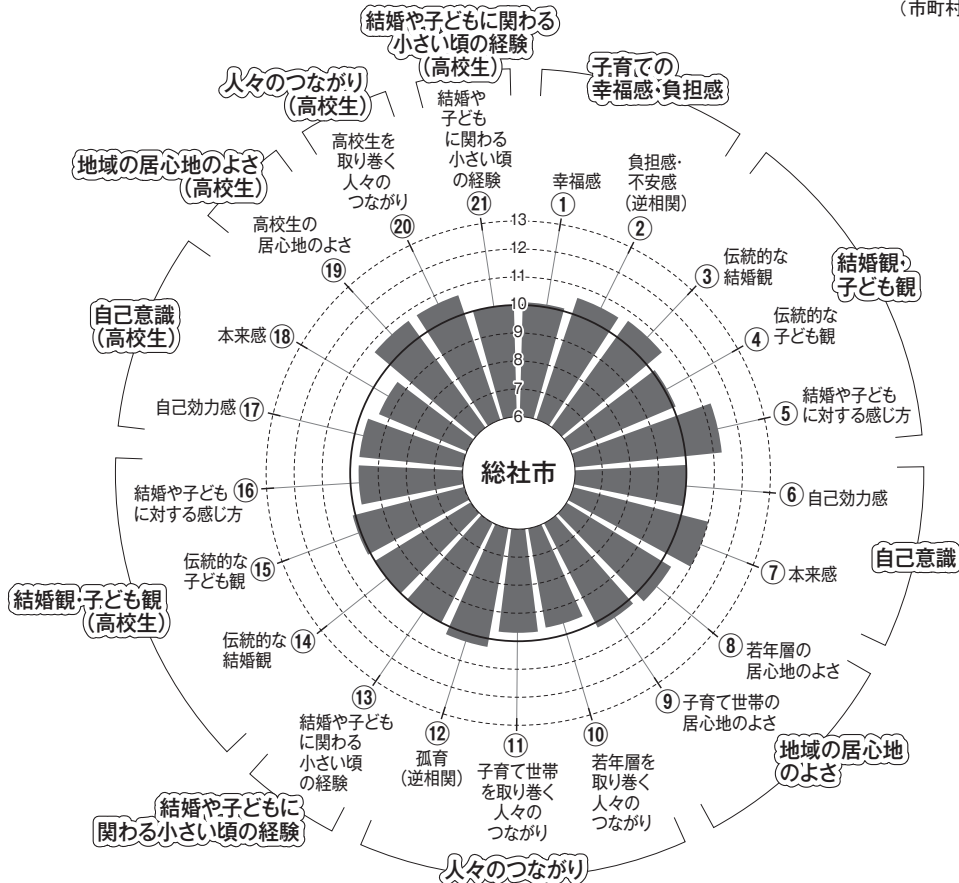 （市町村
結婚や子どもに関わる
小さい頃の経験
(高校生)
子育ての
幸福感・負担感
結婚観・
子ども観
自己意識
地域の居心地
のよさ
人々のつながり
結婚や子どもに
関わる小さい頃の経験
結婚観・子ども観
(高校生)
自己意識
(高校生)
地域の居心地のよさ
(高校生)
人々のつながり
(高校生)
幸福感
①
負担感・
不安感
（逆相関）
②
③ 伝統的な
結婚観
④ 伝統的な
子ども観
⑤ 結婚や子ども
に対する感じ方
⑥ 自己効力感
⑦ 本来感
⑧ 若年層の
居心地のよさ
⑨ 子育て世帯の
居心地のよさ
⑩
若年層を
取り巻く
人々の
つながり
⑪
子育て世帯
を取り巻く
人々の
つながり
⑫
孤育
（逆相関）
⑬
結婚や子ども
に関わる
小さい頃
の経験
伝統的な ⑭
結婚観
伝統的な ⑮
子ども観
結婚や子ども ⑯
に対する感じ方
自己効力感 ⑰
本来感 ⑱
高校生の
居心地のよさ
⑲
高校生を
取り巻く
人々の
つながり
⑳
結婚や
子ども
に関わる
小さい頃
の経験
㉑
13
12
11
10
9
8
7
6
総社市